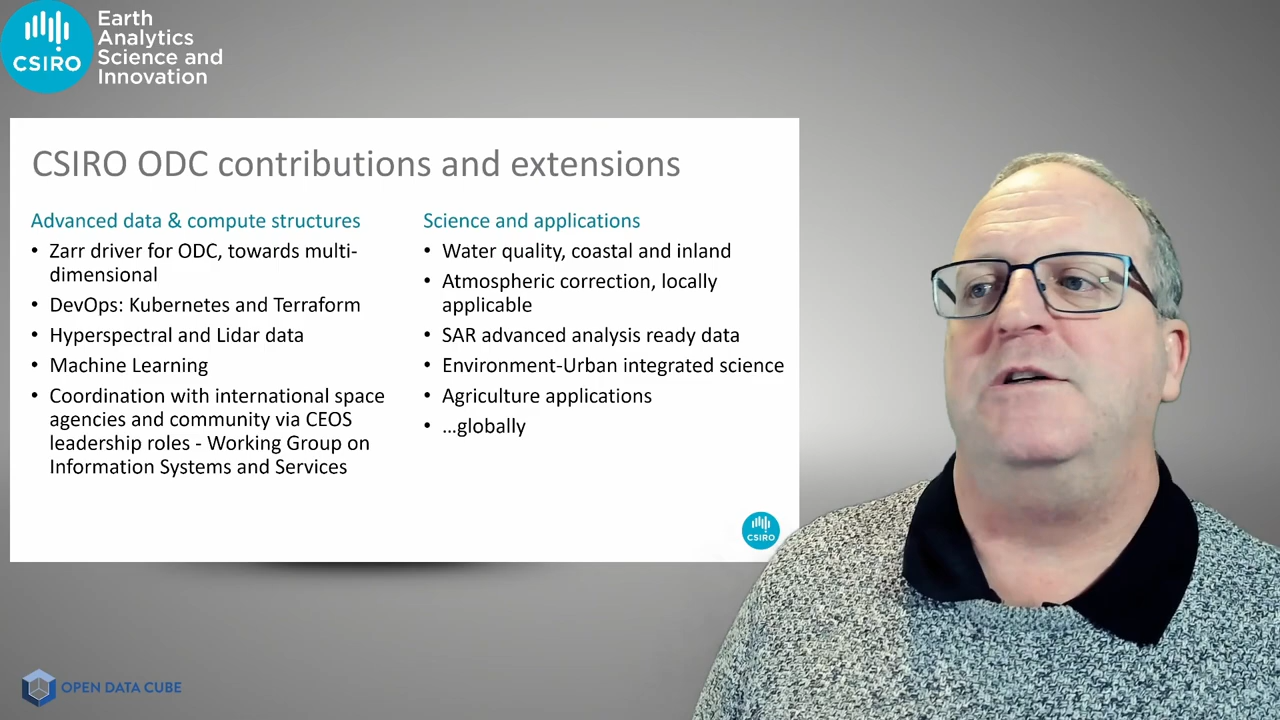 Earth
Analytics
Science and
Innovation
CSIRO
CSIRO ODC contributions and extensions
Advanced data & compute structures
• Zarr driver for ODC, towards multi-
dimensional
• DevOps: Kubernetes and Terraform
• Hyperspectral and Lidar data
• Machine Learning
• Coordination with international space
agencies and community via CEOS
leadership roles - Working Group on
Information Systems and Services
Science and applications
• Water quality, coastal and inland
• Atmospheric correction, locally
applicable
• SAR advanced analysis ready data
• Environment-Urban integrated science
• Agriculture applications
• ...globally
CSIRO
OPEN DATA CUBE